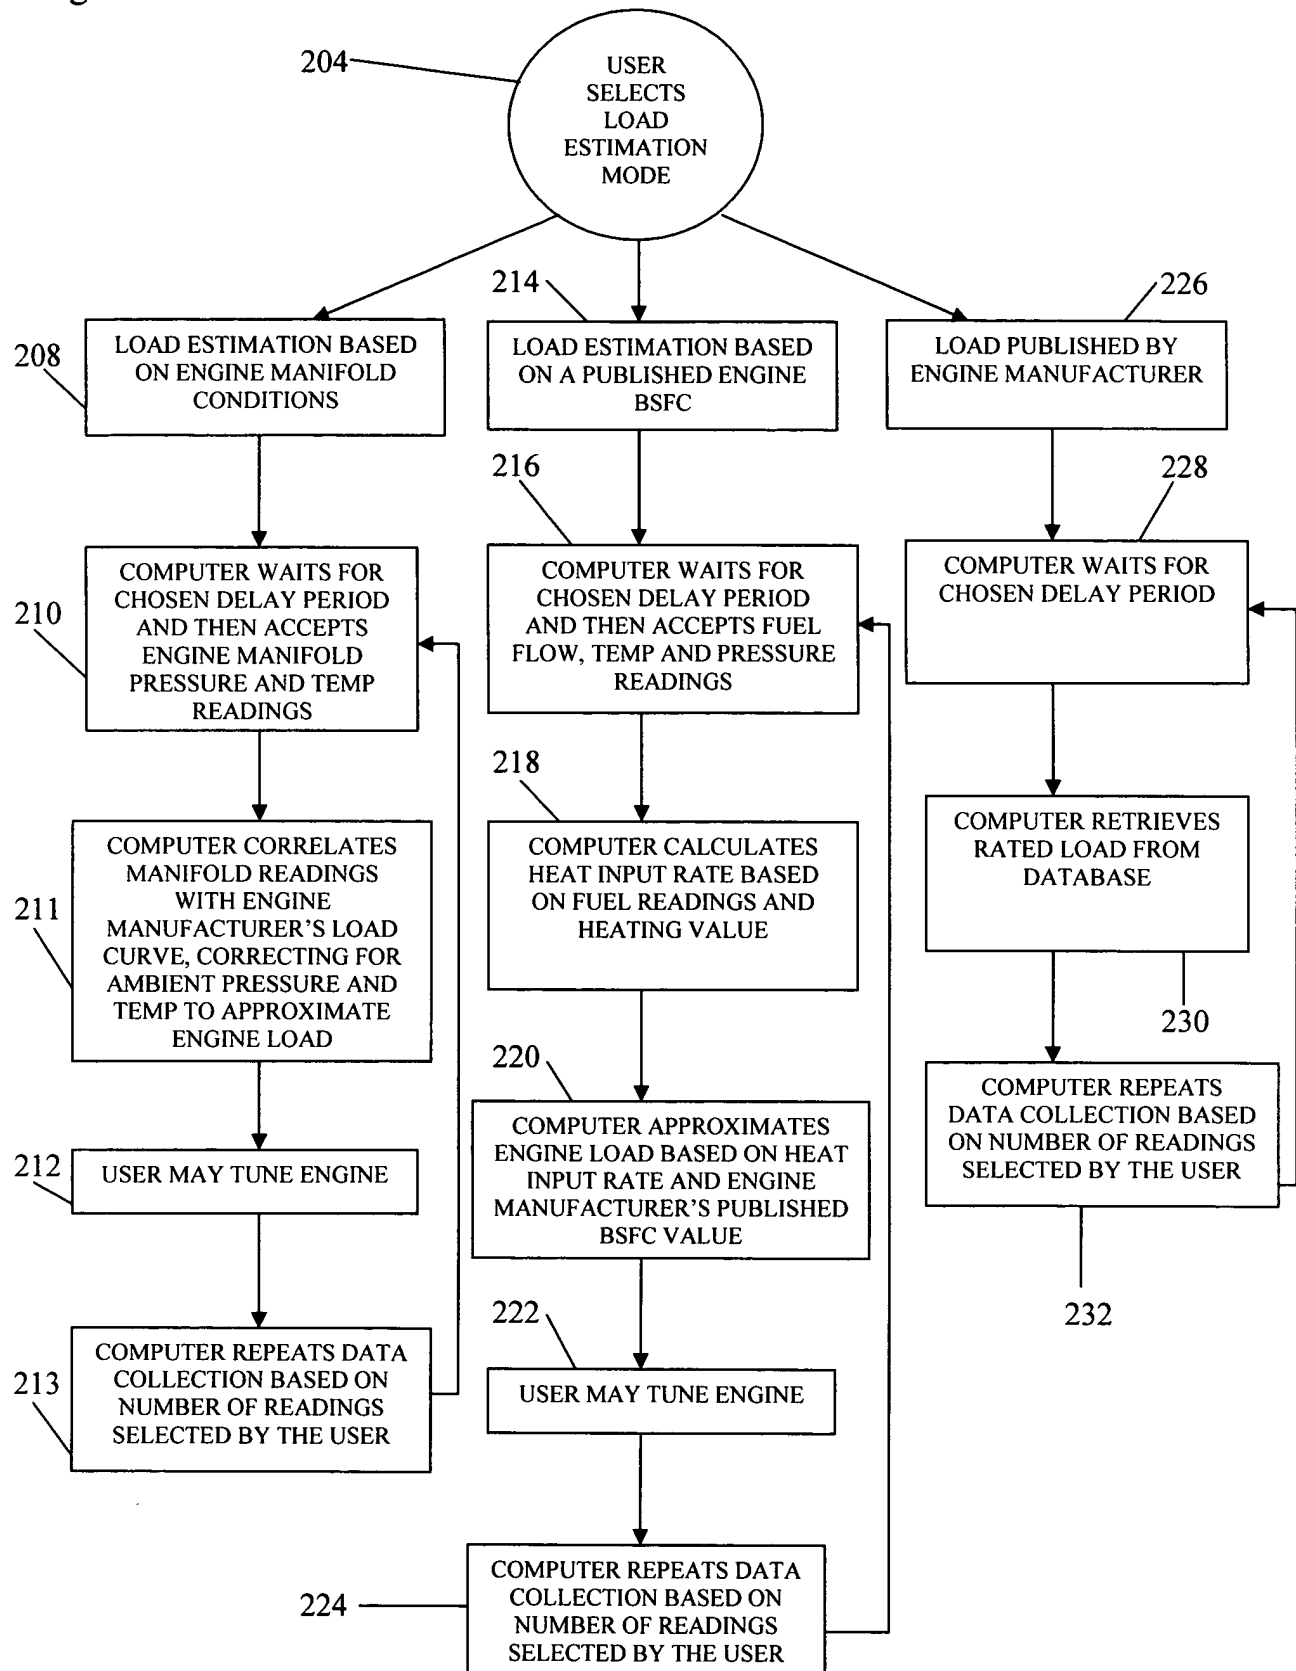 204
USER
SELECTS
LOAD
ESTIMATION
MODE
208
LOAD ESTIMATION BASED
ON ENGINE MANIFOLD
CONDITIONS
210
COMPUTER WAITS FOR
CHOSEN DELAY PERIOD
AND THEN ACCEPTS
ENGINE MANIFOLD
PRESSURE AND TEMP
READINGS
211
COMPUTER CORRELATES
MANIFOLD READINGS
WITH ENGINE
MANUFACTURER'S LOAD
CURVE, CORRECTING FOR
AMBIENT PRESSURE AND
TEMP TO APPROXIMATE
ENGINE LOAD
212
USER MAY TUNE ENGINE
213
COMPUTER REPEATS DATA
COLLECTION BASED ON
NUMBER OF READINGS
SELECTED BY THE USER
214
LOAD ESTIMATION BASED
ON A PUBLISHED ENGINE
BSFC
216
COMPUTER WAITS FOR
CHOSEN DELAY PERIOD
AND THEN ACCEPTS FUEL
FLOW, TEMP AND PRESSURE
READINGS
218
COMPUTER CALCULATES
HEAT INPUT RATE BASED
ON FUEL READINGS AND
HEATING VALUE
220
COMPUTER APPROXIMATES
ENGINE LOAD BASED ON HEAT
INPUT RATE AND ENGINE
MANUFACTURER'S PUBLISHED
BSFC VALUE
222
USER MAY TUNE ENGINE
224
COMPUTER REPEATS DATA
COLLECTION BASED ON
NUMBER OF READINGS
SELECTED BY THE USER
226
LOAD PUBLISHED BY
ENGINE MANUFACTURER
228
COMPUTER WAITS FOR
CHOSEN DELAY PERIOD
COMPUTER RETRIEVES
RATED LOAD FROM
DATABASE
230
COMPUTER REPEATS
DATA COLLECTION BASED
ON NUMBER OF READINGS
SELECTED BY THE USER
232